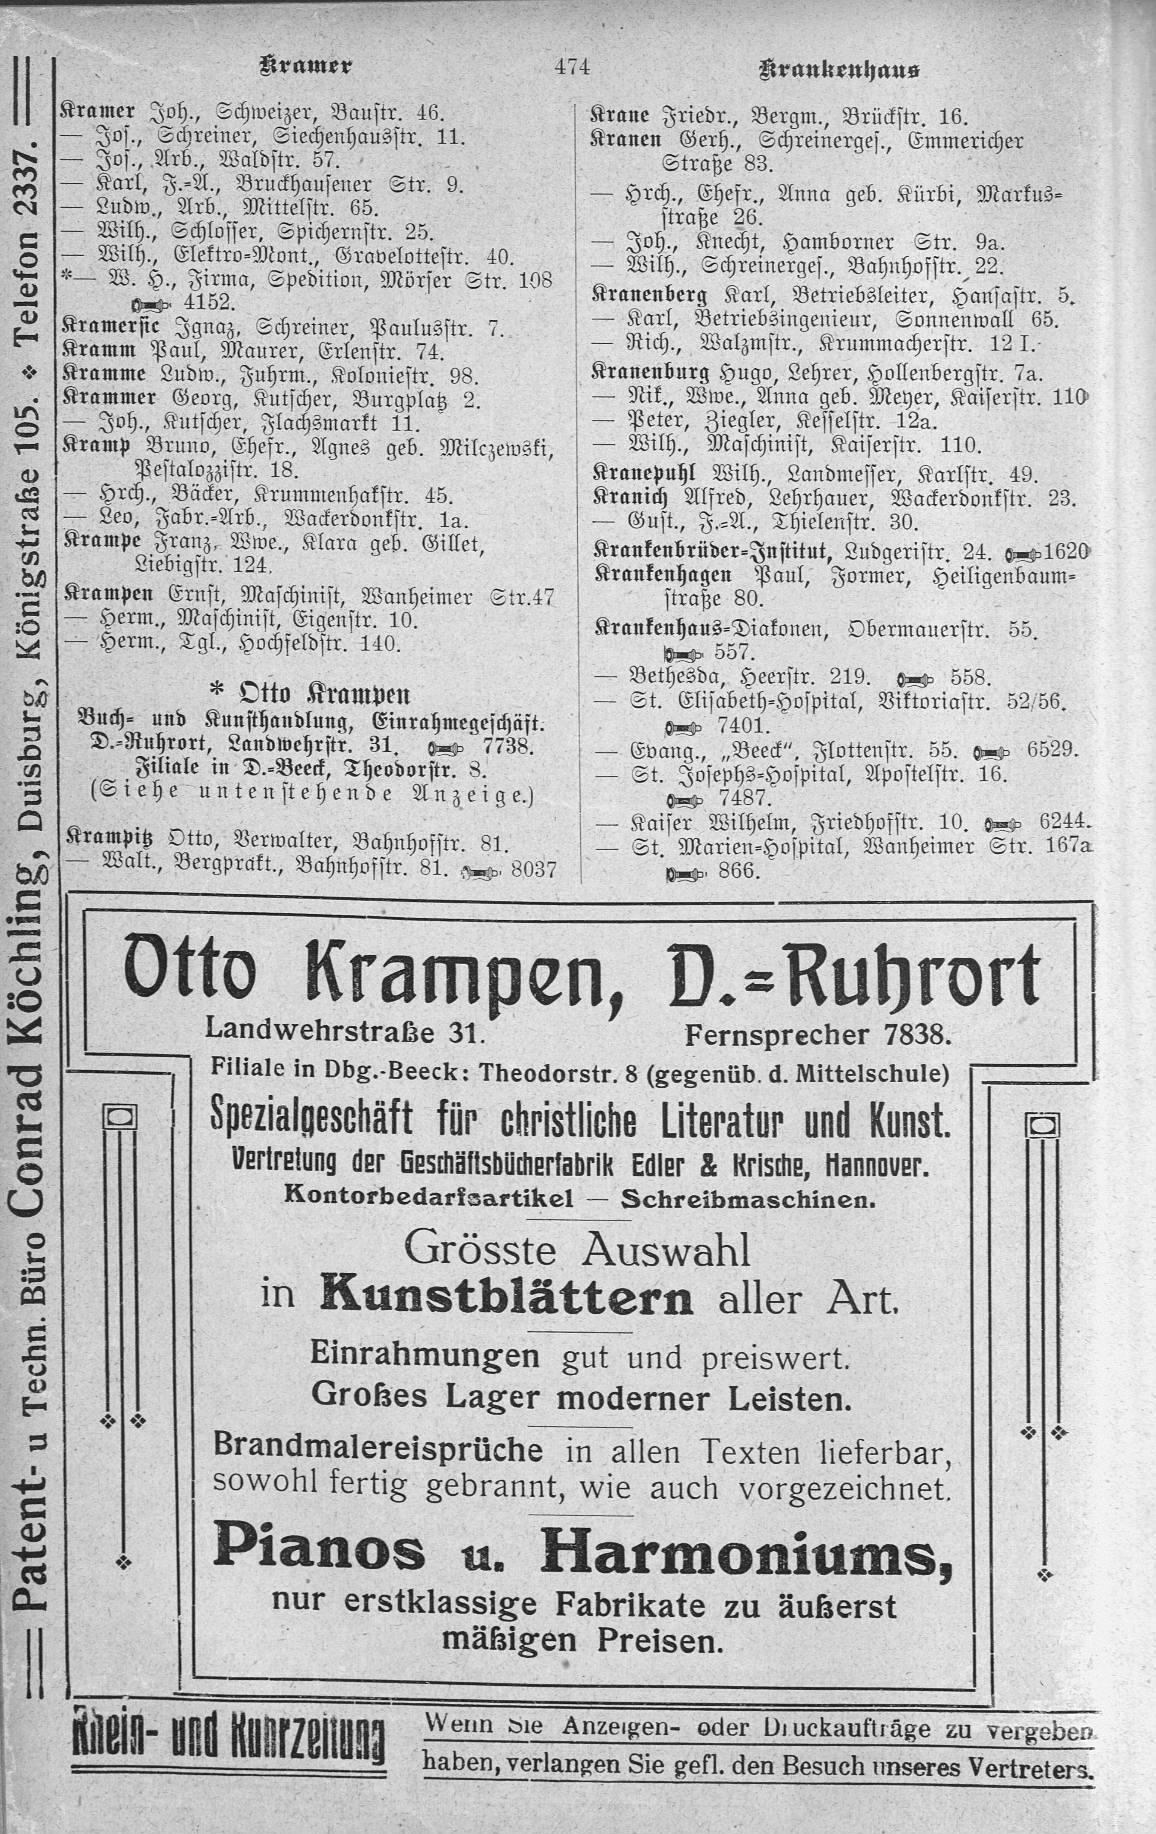 Kramer
474
Krankenhaus
Kramer Joh., Schweizer, Baustr. 46.
— Jos., Schreiner, Siechenhausstr. 11.
— Jos., Arb., Waldstr. 57.
— Karl, F.-A., Bruckhausener Str. 9.
— Ludw., Arb., Mittelstr. 65.
— Wilh., Schlosser, Spichernstr. 25.
— Wilh., Elektro-Mont., Gravelottestr. 40.
*— W. H., Firma, Spedition, Mörser Str. 108
4152.
Kramersic Ignaz, Schreiner, Paulusstr. 7.
Kramm Paul, Maurer, Erlenstr. 74.
Kramme Ludw., Fuhrm., Koloniestr. 98.
Krammer Georg, Kutscher, Burgplatz 2.
— Joh., Kutscher, Flachsmarkt 11.
Kramp Bruno, Ehefr., Agnes geb. Milczewski,
Pestalozzistr. 18.
— Hrch., Bäcker, Krummenhakstr. 45.
— Leo, Fabr.-Arb., Wackerdonkstr. 1a.
Krampe Franz, Wwe., Klara geb. Gillet,
Liebigstr. 124.
Krampen Ernst, Maschinist, Wanheimer Str.47
— Herm., Maschinist, Eigenstr. 10.
— Herm., Tgl., Hochfeldstr. 140.
* Otto Krampen
Buch- und Kunsthandlung, Einrahmegeschäft.
D.-Ruhrort, Landwehrstr. 31. 7738.
Filiale in D.-Beeck, Theodorstr. 8.
(Siehe untenstehende Anzeige.)
Krampitz Otto, Verwalter, Bahnhofstr. 81.
— Walt., Bergprakt., Bahnhofstr. 81. 8037
Krane Friedr., Bergm., Brückstr. 16.
Kranen Gerh., Schreinerges., Emmericher
Straße 83.
— Hrch., Ehefr., Anna geb. Kürbi, Markus-
straße 26.
— Joh., Knecht, Hamborner Str. 9a.
— Wilh., Schreinerges., Bahnhofstr. 22.
Kranenberg Karl, Betriebsleiter, Hansastr. 5.
— Karl, Betriebsingenieur, Sonnenwall 65.
— Rich., Walzmstr., Krummacherstr. 12 I.
Kranenburg Hugo, Lehrer, Hollenbergstr. 7a.
— Nik., Wwe., Anna geb. Meyer, Kaiserstr. 110
— Peter, Ziegler, Kesselstr. 12a.
— Wilh., Maschinist, Kaiserstr. 110.
Kranepuhl Wilh., Landmesser, Karlstr. 49.
Kranich Alfred, Lehrhauer, Wackerdonkstr. 23.
— Gust., F.-A., Thielenstr. 30.
Krankenbrüder-Institut, Ludgeristr. 24. 1620
Krankenhagen Paul, Former, Heiligenbaum-
straße 80.
Krankenhaus-Diakonen, Obermauerstr. 55.
557.
— Bethesda, Heerstr. 219. 558.
— St. Elisabeth-Hospital, Viktoriastr. 52/56.
7401.
— Evang., „Beeck“, Flottenstr. 55. 6529.
— St. Josephs-Hospital, Apostelstr. 16.
7487.
— Kaiser Wilhelm, Friedhofstr. 10. 6244.
— St. Marien-Hospital, Wanheimer Str. 167a
866.
Otto Krampen, D.-Ruhrort
Landwehrstraße 31. Fernsprecher 7838.
Filiale in Dbg.-Beeck: Theodorstr. 8 (gegenüb. d. Mittelschule)
Spezialgeschäft für christliche Literatur und Kunst.
Vertretung der Geschäftsbücherfabrik Edler & Krische, Hannover.
Kontorbedarfsartikel — Schreibmaschinen.
Grösste Auswahl
in Kunstblättern aller Art.
Einrahmungen gut und preiswert.
Großes Lager moderner Leisten.
Brandmalereisprüche in allen Texten lieferbar,
sowohl fertig gebrannt, wie auch vorgezeichnet.
Pianos u. Harmoniums,
nur erstklassige Fabrikate zu äußerst
mäßigen Preisen.
Patent- u Techn. Büro Conrad Köchling, Duisburg, Königstraße 105. Telefon 2337.
Rhein- und Ruhrzeitung
Wenn Sie Anzeigen- oder Druckaufträge zu vergeben
haben, verlangen Sie gefl. den Besuch unseres Vertreters.